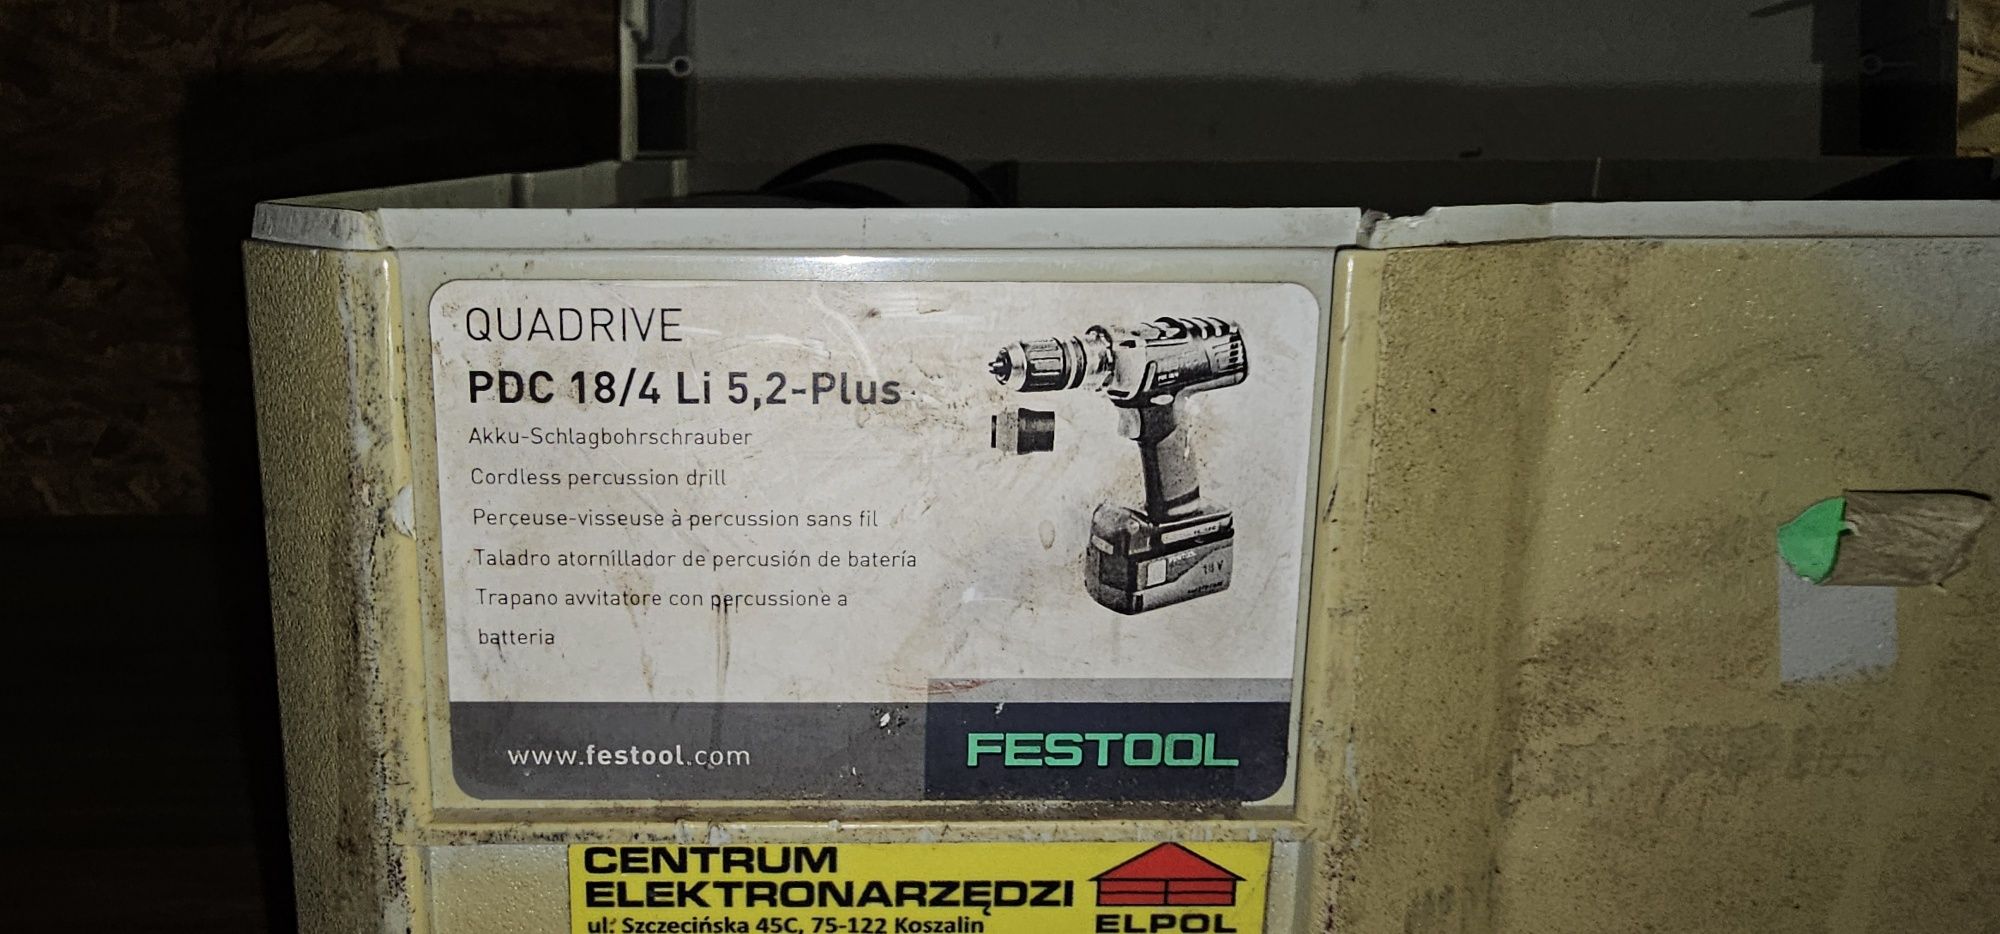 QUADRIVE
PDC 18/4 Li 5,2-Plus
Akku-Schlagbohrschrauber
Cordless percussion drill
Perceuse-visseuse à percussion sans fil
Taladro atornillador de percusión de batería
Trapano avvitatore con percussione a
batteria
18 V
www.festool.com
FESTOOL
CENTRUM
ELEKTRONARZĘDZI
ul. Szczecińska 45C, 75-122 Koszalin
ELPOL